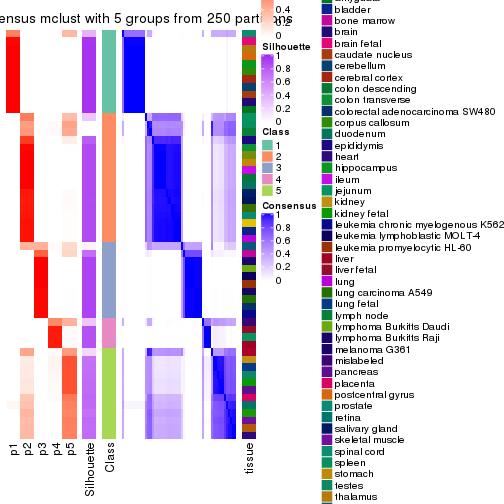 ensus mclust with 5 groups from 250 partitions
0.4
0.2
0
Silhouette
1
0.8
0.6
0.4
0.2
0
Class
1
2
3
4
5
Consensus
1
0.8
0.6
0.4
0.2
0
p1
p2
p3
p4
p5
Silhouette
Class
tissue
bladder
bone marrow
brain
brain fetal
caudate nucleus
cerebellum
cerebral cortex
colon descending
colon transverse
colorectal adenocarcinoma SW480
corpus callosum
duodenum
epididymis
heart
hippocampus
ileum
jejunum
kidney
kidney fetal
leukemia chronic myelogenous K562
leukemia lymphoblastic MOLT-4
leukemia promyelocytic HL-60
liver
liver fetal
lung
lung carcinoma A549
lung fetal
lymph node
lymphoma Burkitts Daudi
lymphoma Burkitts Raji
melanoma G361
mislabeled
pancreas
placenta
postcentral gyrus
prostate
retina
salivary gland
skeletal muscle
spinal cord
spleen
stomach
testes
thalamus